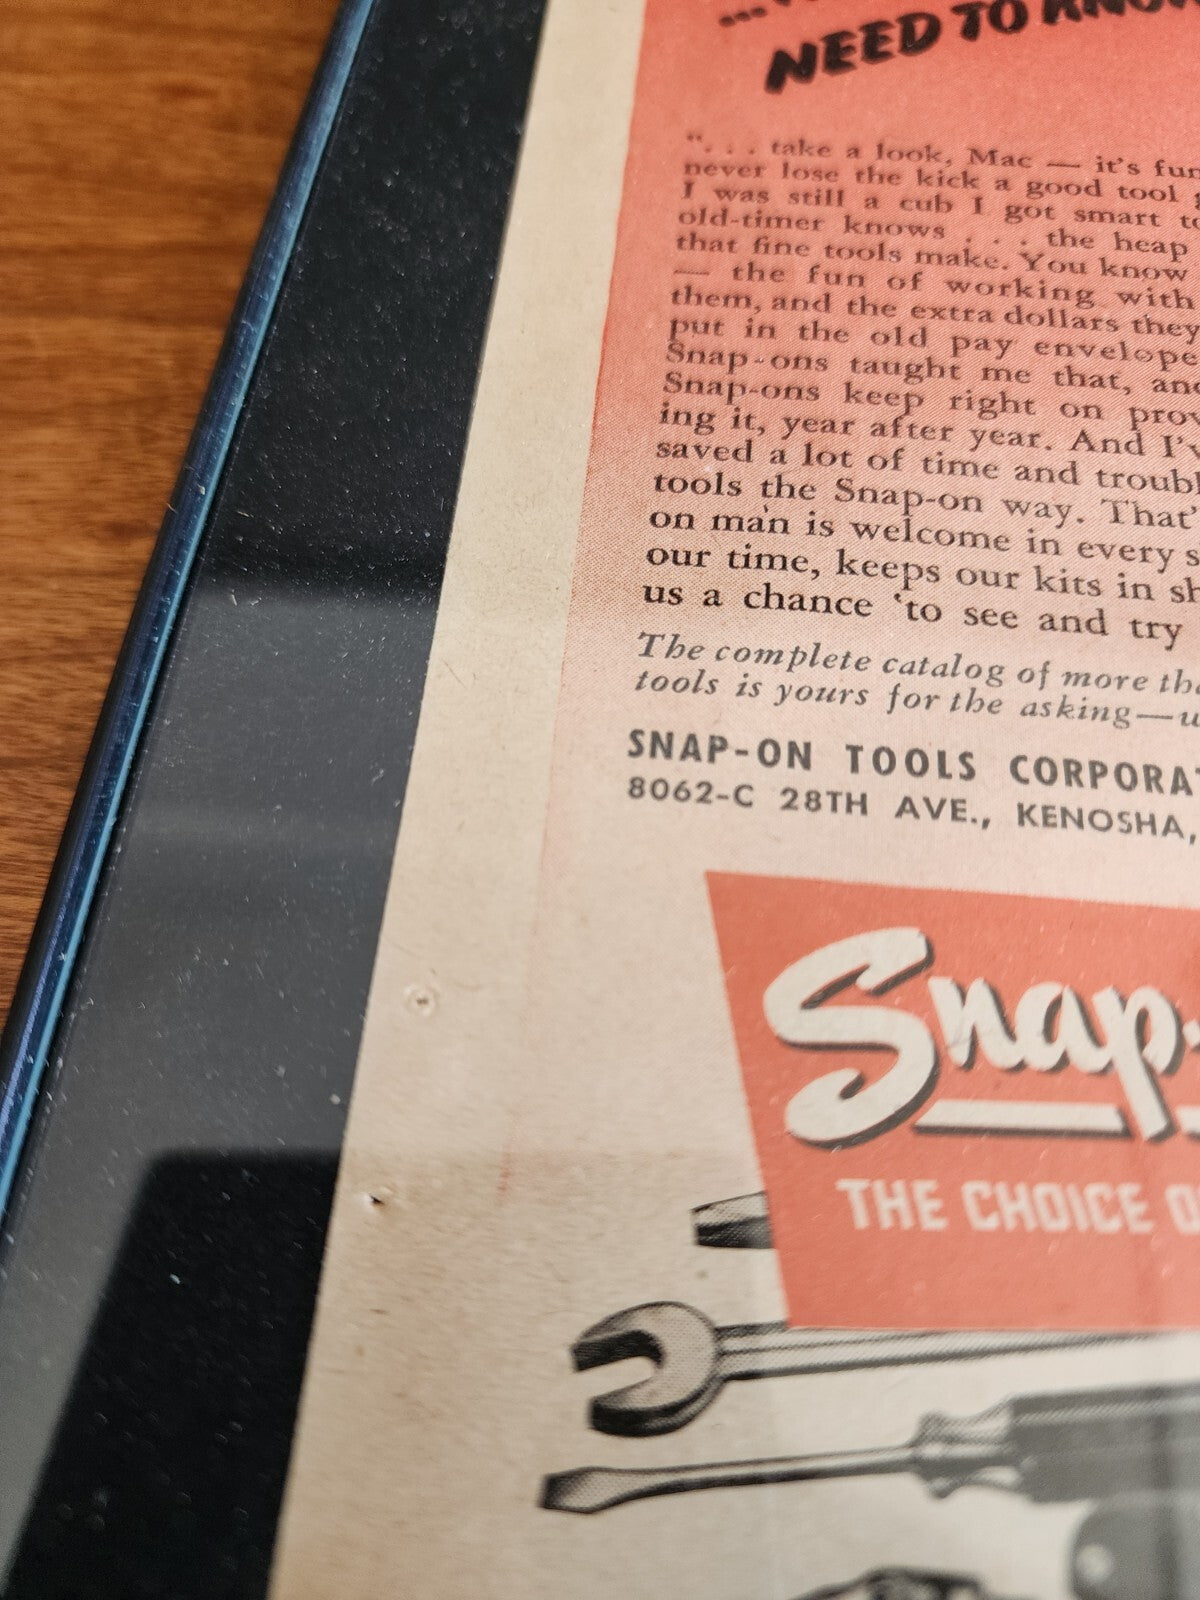 NEED TO KNOW
". . . take a look, Mac — it's fun
never lose the kick a good tool
I was still a cub I got smart to
old-timer knows . . . the heap
that fine tools make. You know
— the fun of working with
them, and the extra dollars they
put in the old pay envelope
Snap-ons taught me that, and
Snap-ons keep right on prov
ing it, year after year. And I'v
saved a lot of time and troubl
tools the Snap-on way. That'
on man is welcome in every s
our time, keeps our kits in sh
us a chance to see and try
The complete catalog of more tha
tools is yours for the asking—u
SNAP-ON TOOLS CORPORAT
8062-C 28TH AVE., KENOSHA,
Snap-
THE CHOICE O